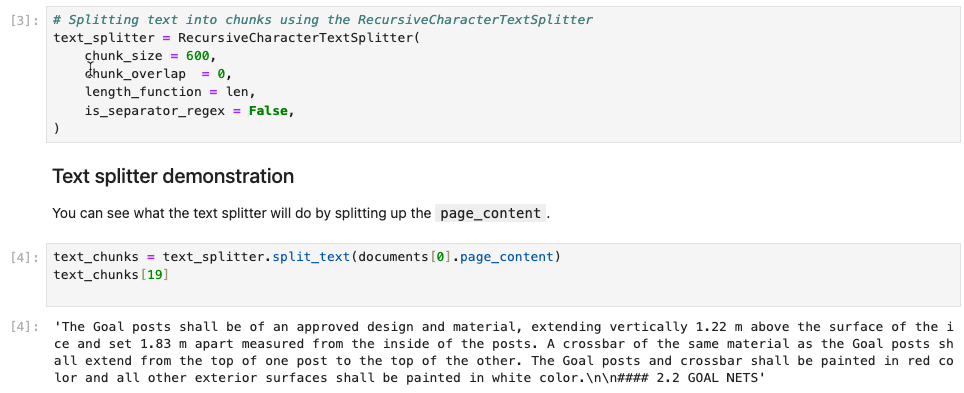 [3]: # Splitting text into chunks using the RecursiveCharacterTextSplitter
text_splitter = RecursiveCharacterTextSplitter(
    chunk_size = 600,
    chunk_overlap  = 0,
    length_function = len,
    is_separator_regex = False,
)
Text splitter demonstration
You can see what the text splitter will do by splitting up the page_content.
[4]: text_chunks = text_splitter.split_text(documents[0].page_content)
text_chunks[19]
[4]: 'The Goal posts shall be of an approved design and material, extending vertically 1.22 m above the surface of the i
ce and set 1.83 m apart measured from the inside of the posts. A crossbar of the same material as the Goal posts sh
all extend from the top of one post to the top of the other. The Goal posts and crossbar shall be painted in red co
lor and all other exterior surfaces shall be painted in white color.\n\n#### 2.2 GOAL NETS'